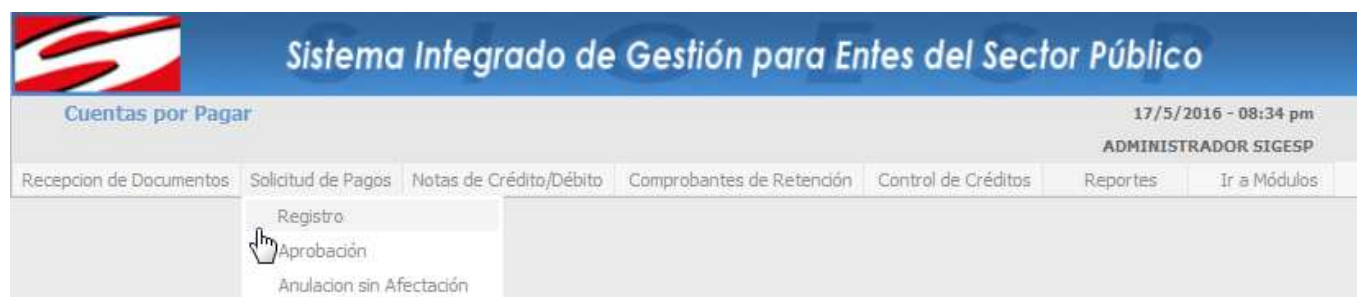 Sistema Integrado de Gestión para Entes del Sector Público
Cuentas por Pagar
17/5/2016 - 08:34 pm
ADMINISTRADOR SIGESP
Recepcion de Documentos Solicitud de Pagos Notas de Crédito/Débito Comprobantes de Retención Control de Créditos Reportes Ir a Módulos
Registro
Aprobación
Anulacion sin Afectación